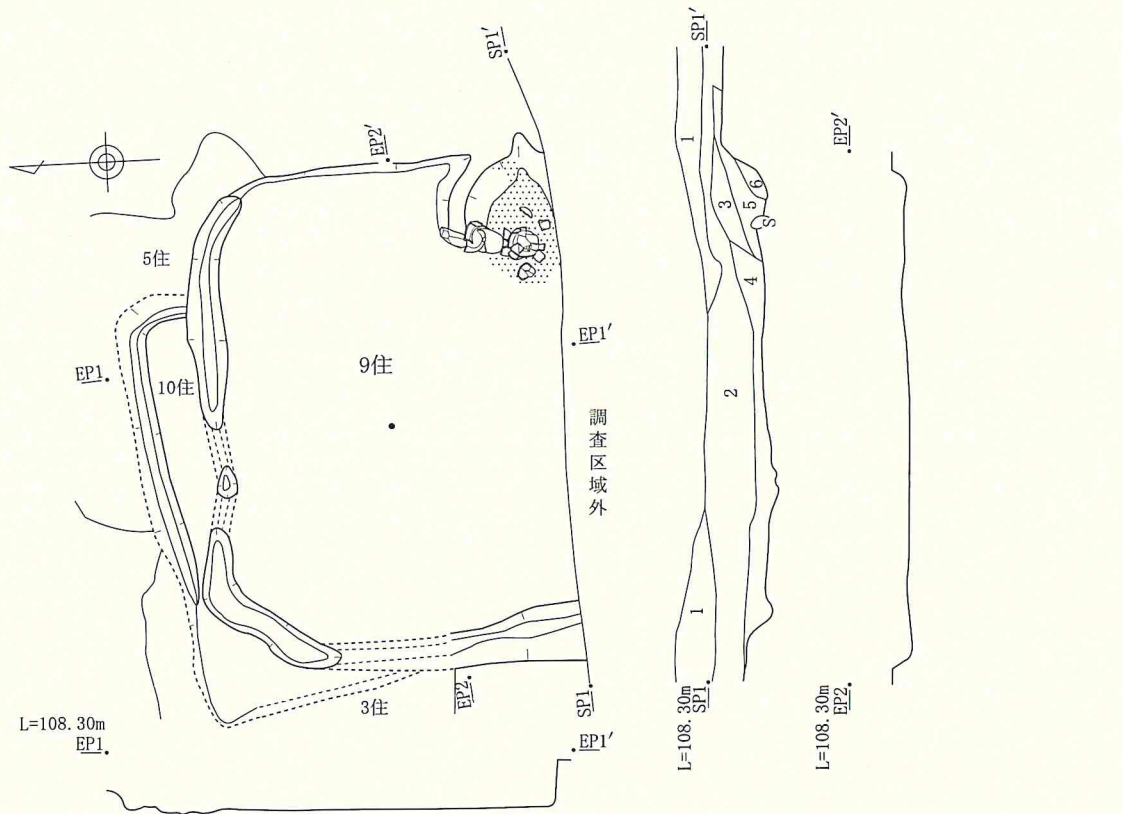 SP1′
SP1′
EP2′
EP2′
1
3
5
6
S
4
5住
EP1
10住
9住
EP1′
調査区域外
2
1
3住
EP2
SP1
L=108.30m
SP1
L=108.30m
EP2
L=108.30m
EP1
EP1′